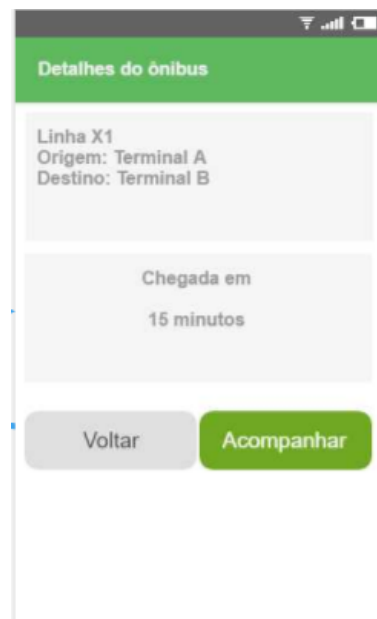 Detalhes do ônibus
Linha X1
Origem: Terminal A
Destino: Terminal B
Chegada em
15 minutos
Voltar
Acompanhar